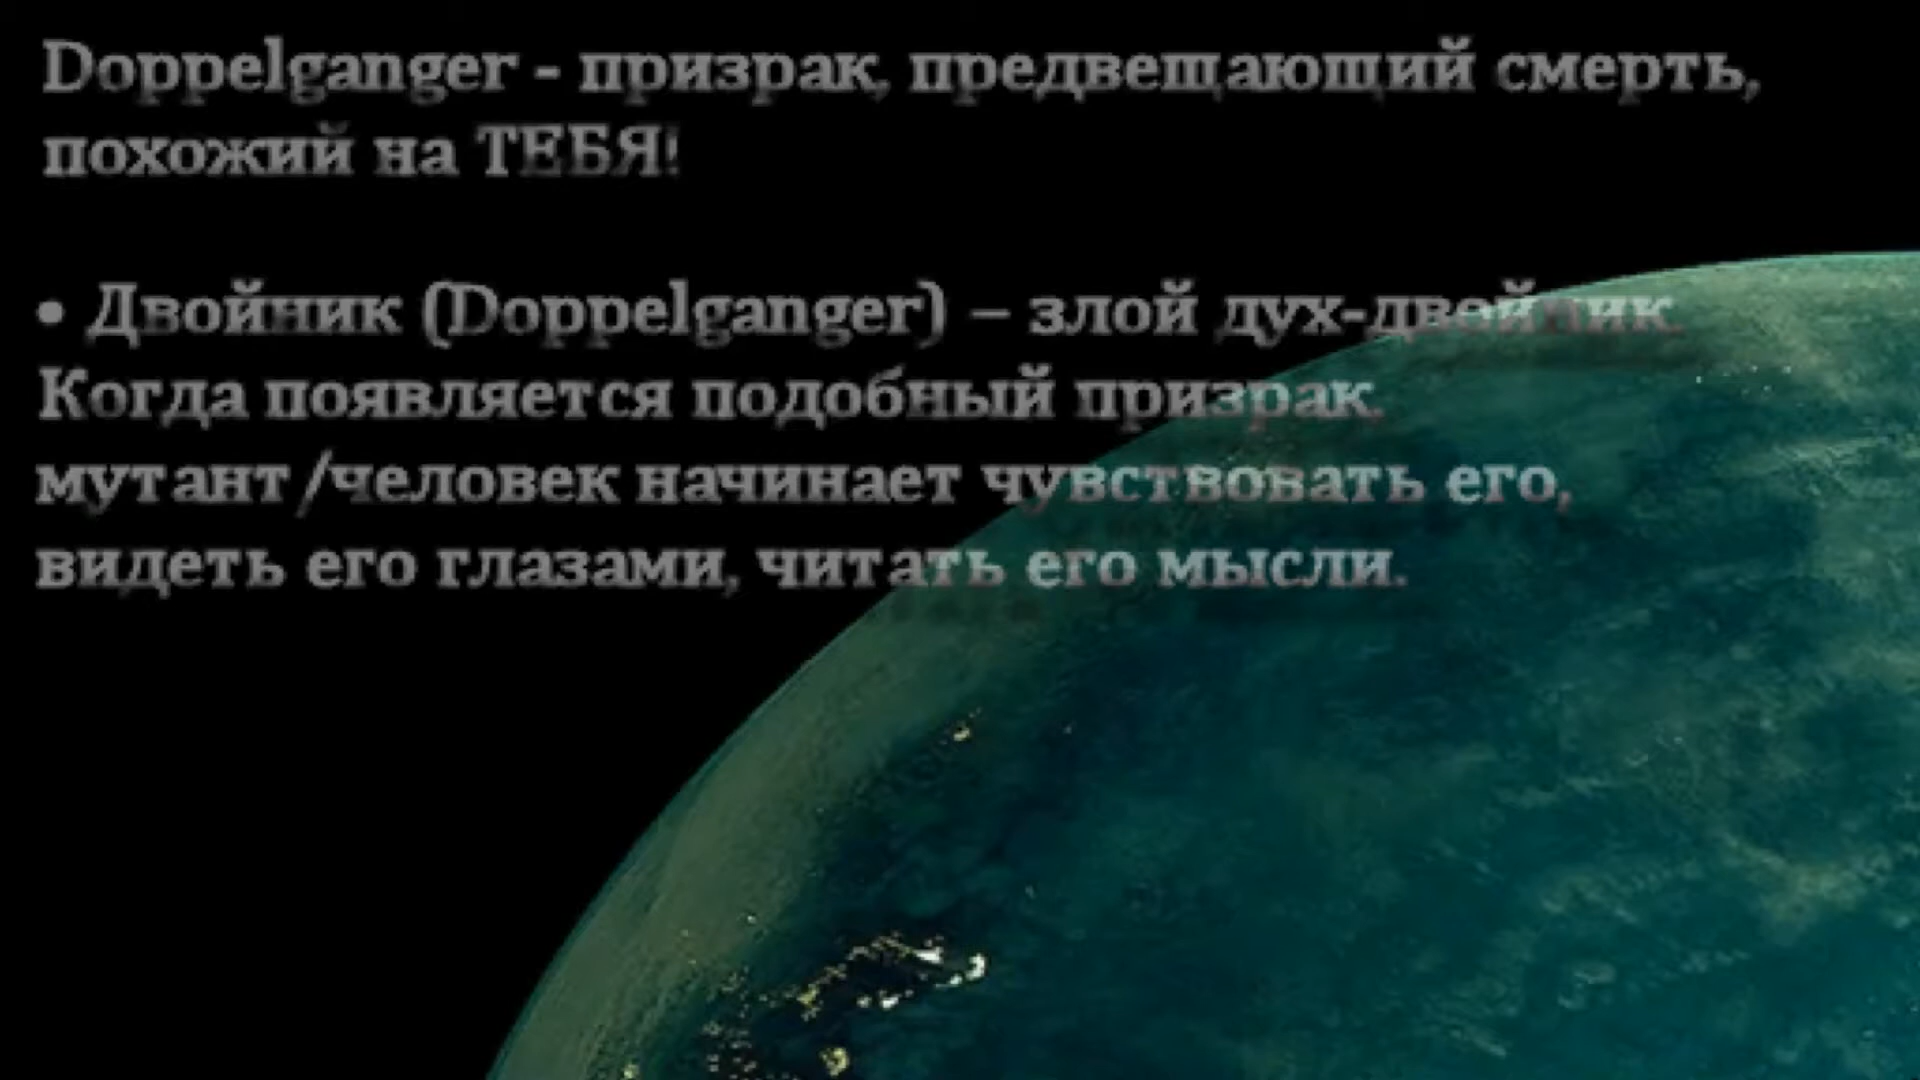 Doppelganger - призрак, предвещающий смерть,
похожий на ТЕБЯ!
• Двойник (Doppelganger) – злой дух-двойник.
Когда появляется подобный призрак,
мутант/человек начинает чувствовать его,
видеть его глазами, читать его мысли.